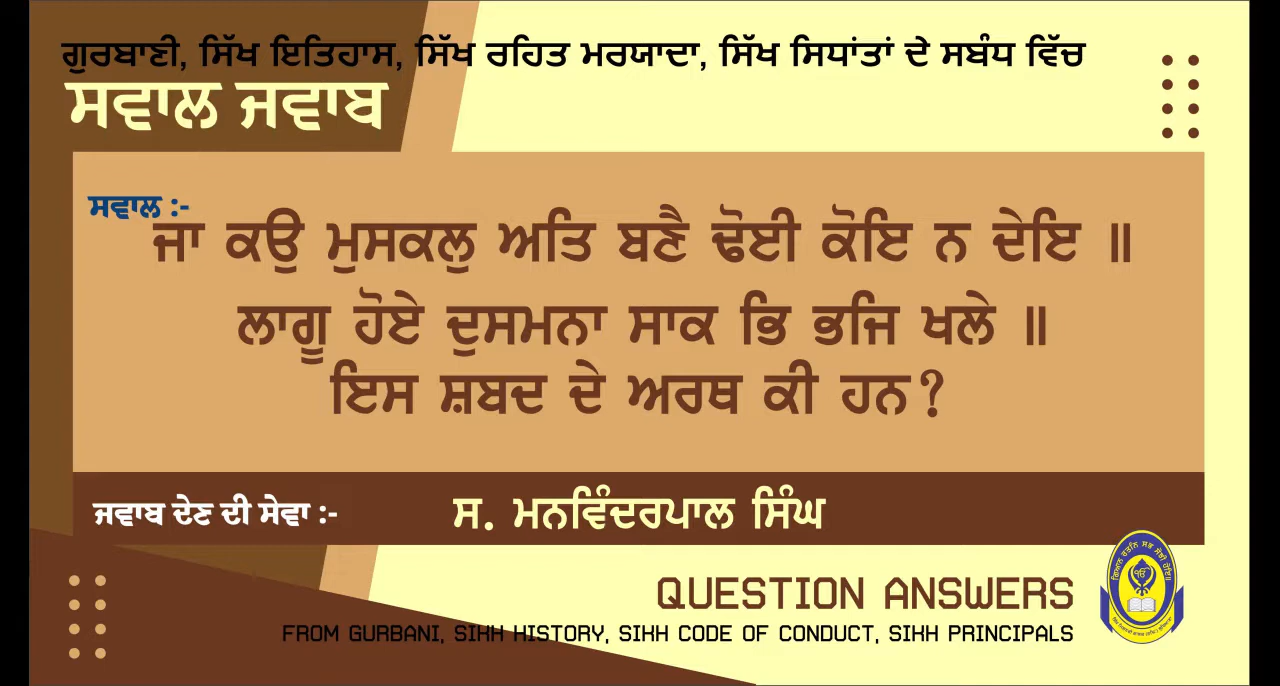 ਗੁਰਬਾਣੀ, ਸਿੱਖ ਇਤਿਹਾਸ, ਸਿੱਖ ਰਹਿਤ ਮਰਯਾਦਾ, ਸਿੱਖ ਸਿਧਾਂਤਾਂ ਦੇ ਸਬੰਧ ਵਿੱਚ
ਸਵਾਲ ਜਵਾਬ
ਸਵਾਲ :-
ਜਾ ਕਉ ਮੁਸਕਲੁ ਅਤਿ ਬਣੈ ਢੋਈ ਕੋਇ ਨ ਦੇਇ ॥
ਲਾਗੂ ਹੋਏ ਦੁਸਮਨਾ ਸਾਕ ਭਿ ਭਜਿ ਖਲੇ ॥
ਇਸ ਸ਼ਬਦ ਦੇ ਅਰਥ ਕੀ ਹਨ?
ਜਵਾਬ ਦੇਣ ਦੀ ਸੇਵਾ :- ਸ. ਮਨਵਿੰਦਰਪਾਲ ਸਿੰਘ
QUESTION ANSWERS
FROM GURBANI, SIKH HISTORY, SIKH CODE OF CONDUCT, SIKH PRINCIPALS